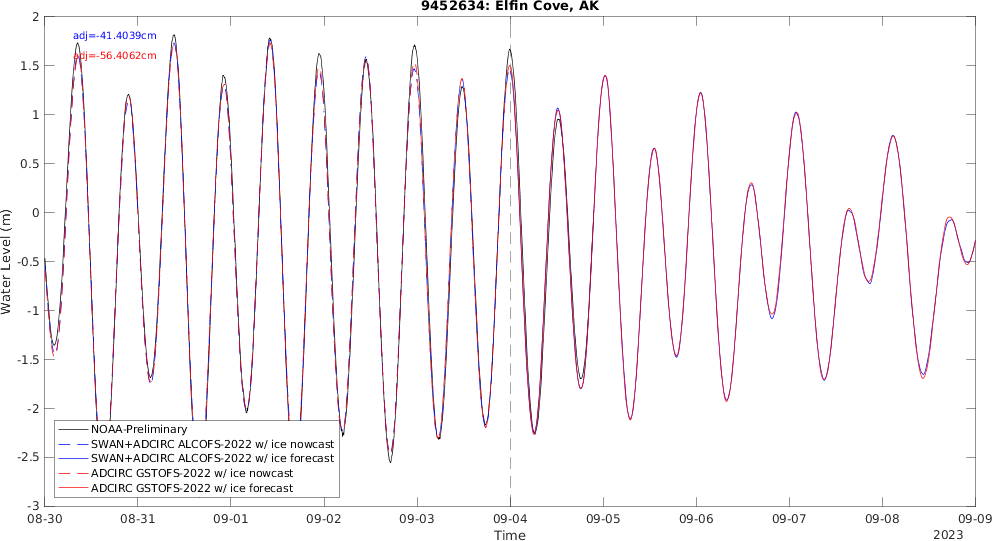 9452634: Elfin Cove, AK
adj=-41.4039cm
adj=-56.4062cm
Water Level (m)
2
1.5
1
0.5
0
-0.5
-1
-1.5
-2
-2.5
-3
NOAA-Preliminary
SWAN+ADCIRC ALCOFS-2022 w/ ice nowcast
SWAN+ADCIRC ALCOFS-2022 w/ ice forecast
ADCIRC GSTOFS-2022 w/ ice nowcast
ADCIRC GSTOFS-2022 w/ ice forecast
08-30 08-31 09-01 09-02 09-03 09-04 09-05 09-06 09-07 09-08 09-09
Time
2023